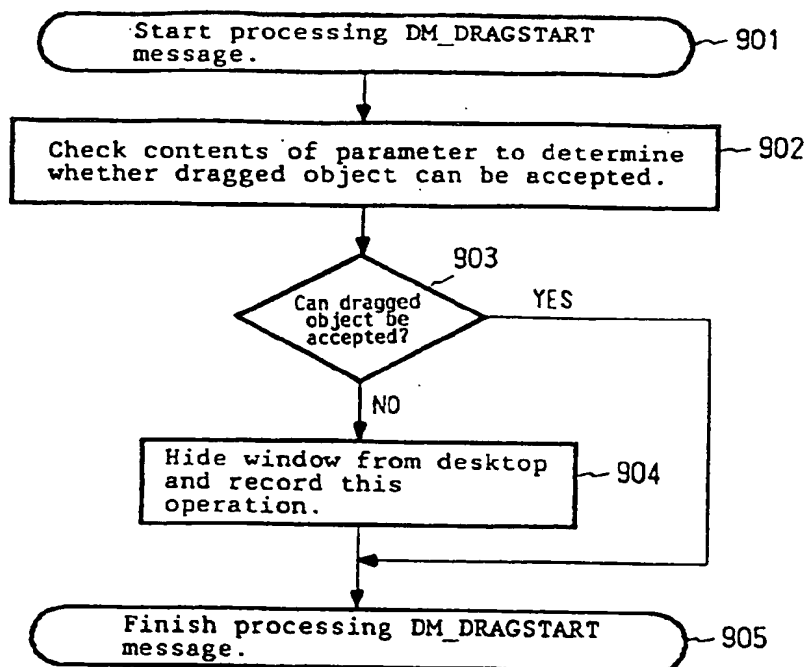 Start processing DM_DRAGSTART
message.
901
Check contents of parameter to determine
whether dragged object can be accepted.
902
903
Can dragged
object be
accepted?
YES
NO
Hide window from desktop
and record this
operation.
904
Finish processing DM_DRAGSTART
message.
905